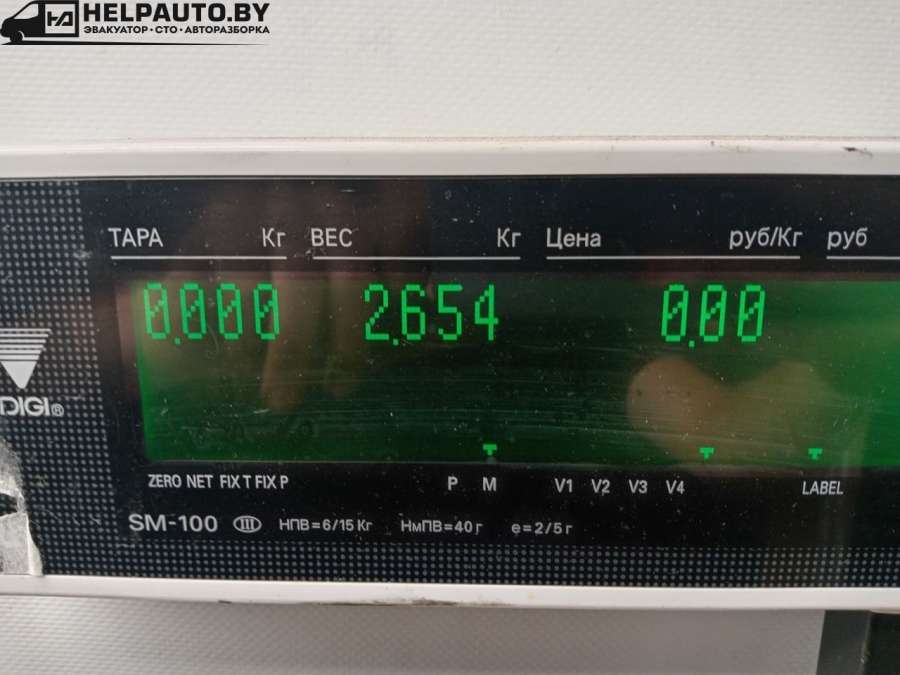 HELPAUTO.BY
ЭВАКУАТОР • СТО • АВТОРАЗБОРКА
ТАРА Кг ВЕС Кг Цена руб/Кг руб
0.000 2.654 0.00
DIGI®
ZERO NET FIX T FIX P P M V1 V2 V3 V4 LABEL
SM-100 III НПВ=6/15 Кг НмПВ=40 г е=2/5 г